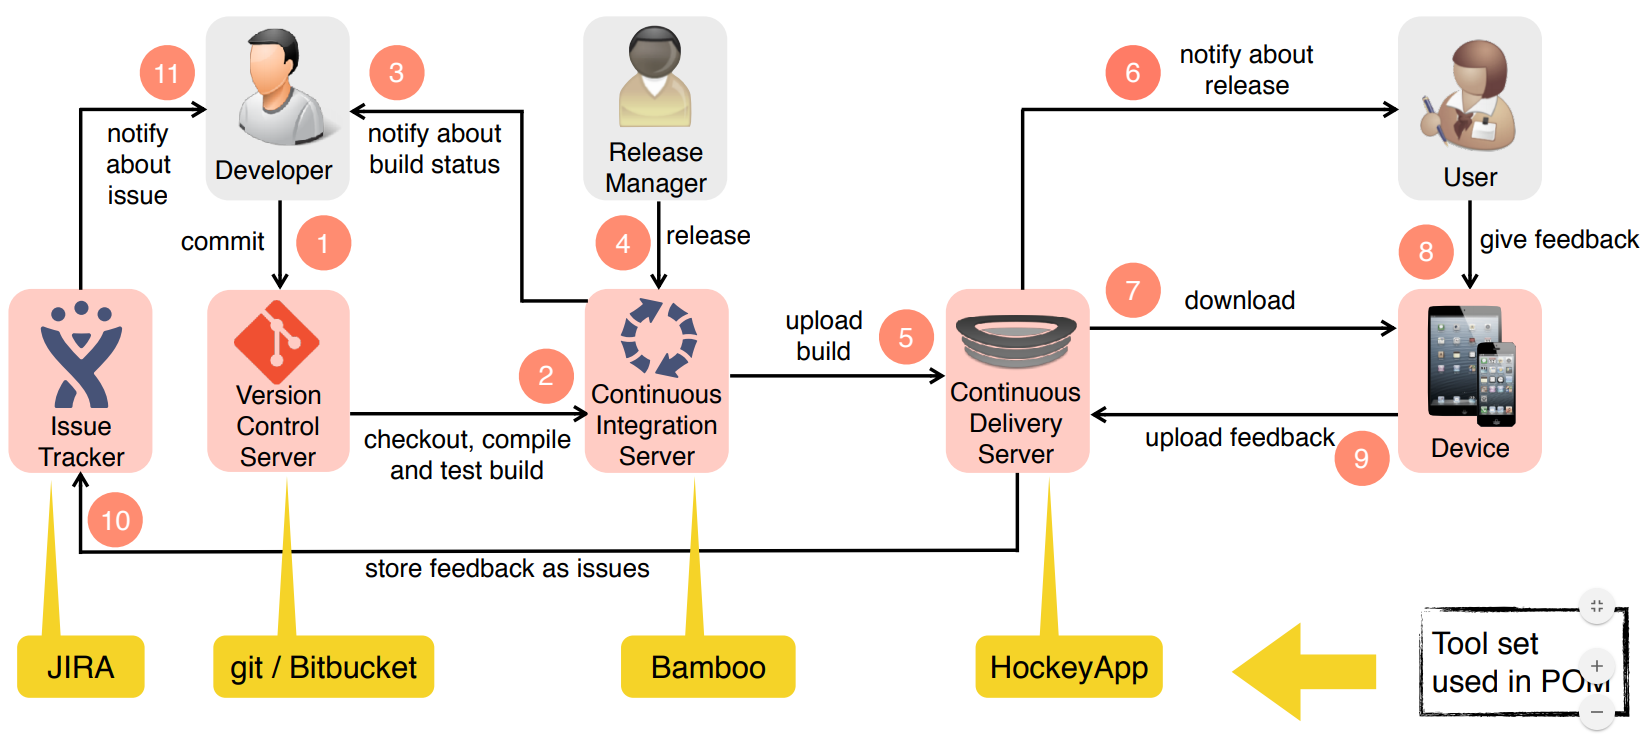 11
3
6
notify about
release
notify
about
issue
Developer
notify about
build status
Release
Manager
User
commit
1
4
release
8
give feedback
7
download
upload
build
5
2
Issue
Tracker
Version
Control
Server
checkout, compile
and test build
Continuous
Integration
Server
Continuous
Delivery
Server
upload feedback
9
Device
10
store feedback as issues
JIRA
git / Bitbucket
Bamboo
HockeyApp
Tool set
used in POM